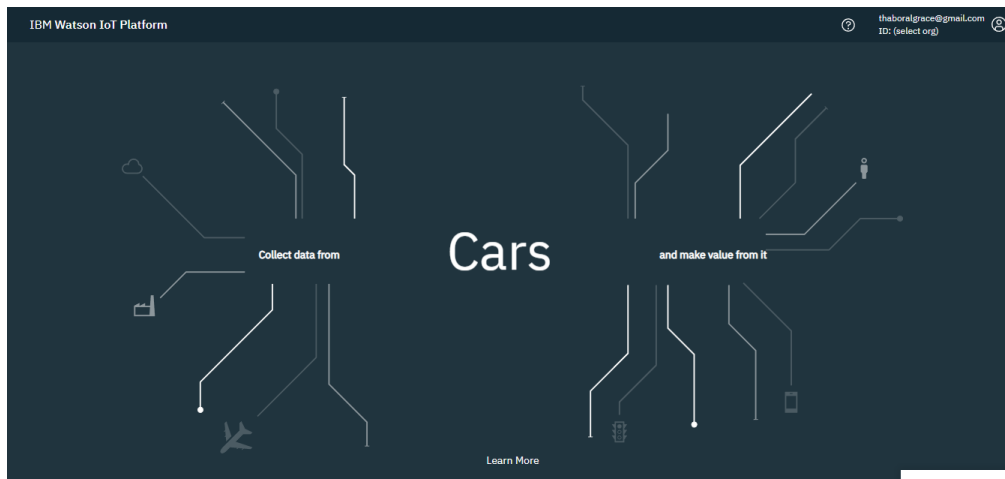 IBM Watson IoT Platform
thaboralgrace@gmail.com
ID: (select org)
Collect data from
Cars
and make value from it
Learn More